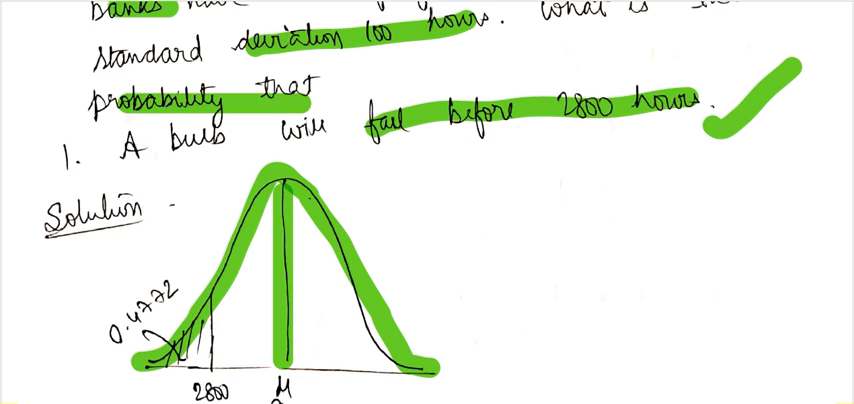 banks
standard deviation 100 hours. What is
probability that
1. A bulb will fail before 2800 hours.
Solution -
0.4772
2800 M